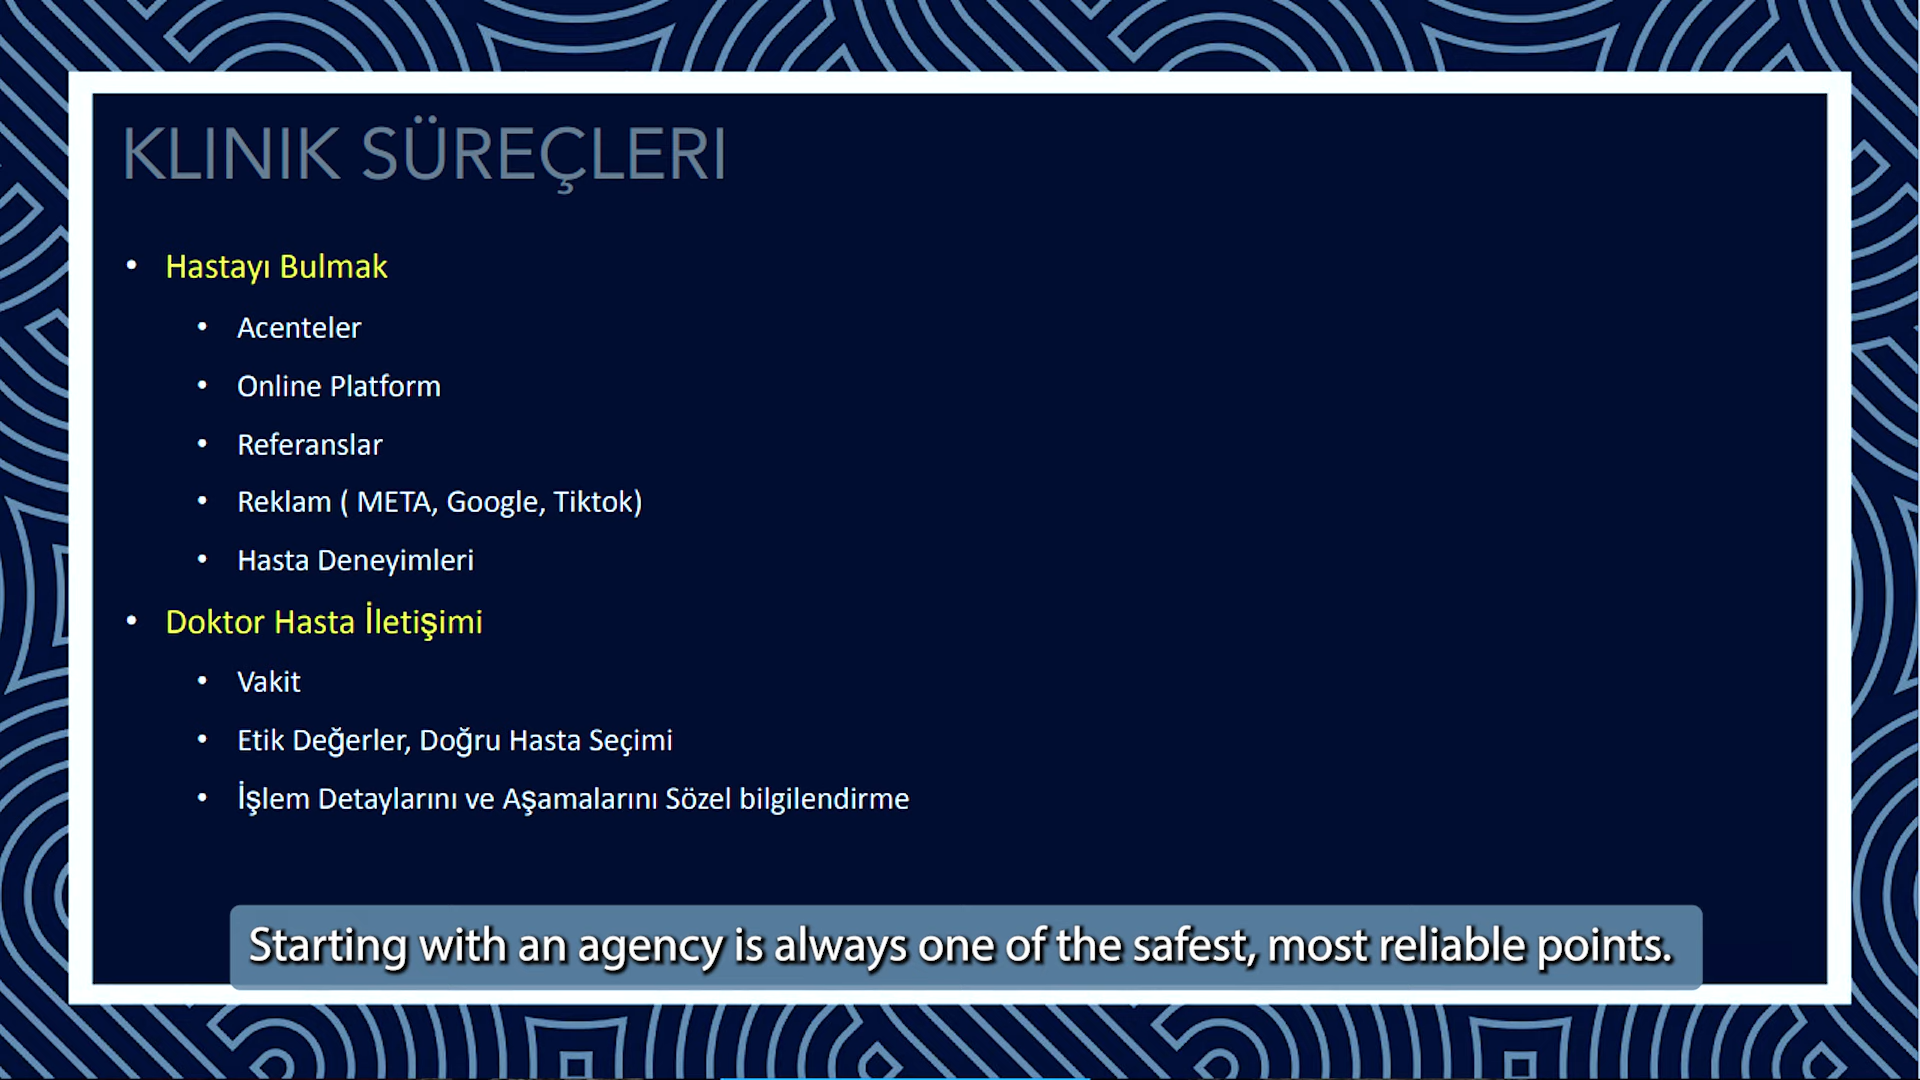 KLINIK SÜREÇLERI
• Hastayı Bulmak
• Acenteler
• Online Platform
• Referanslar
• Reklam ( META, Google, Tiktok)
• Hasta Deneyimleri
• Doktor Hasta İletişimi
• Vakit
• Etik Değerler, Doğru Hasta Seçimi
• İşlem Detaylarını ve Aşamalarını Sözel bilgilendirme
Starting with an agency is always one of the safest, most reliable points.